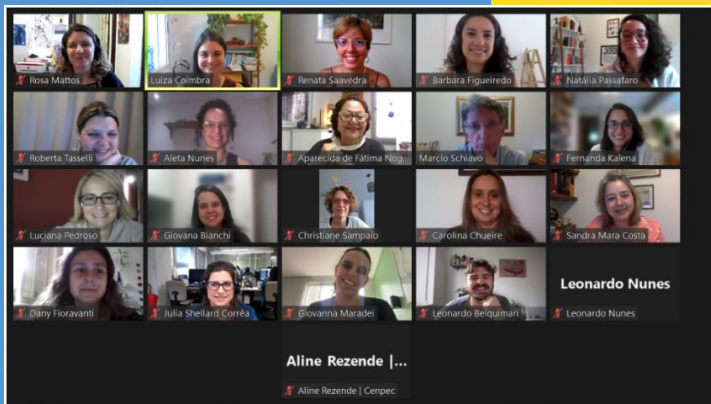 Rosa Mattos
Luiza Coimbra
Renata Saavedra
Barbara Figueiredo
Natália Passafaro
Roberta Tasselli
Aleta Nunes
Aparecida de Fátima Nog
Marcio Schiavo
Fernanda Kalena
Luciana Pedroso
Giovana Bianchi
Christiane Sampaio
Carolina Chueire
Sandra Mara Costa
Dany Fioravanti
Julia Shellard Corrêa
Giovanna Maradei
Leonardo Beiquiman
Leonardo Nunes
Leonardo Nunes
Aline Rezende |...
Aline Rezende | Cenpec